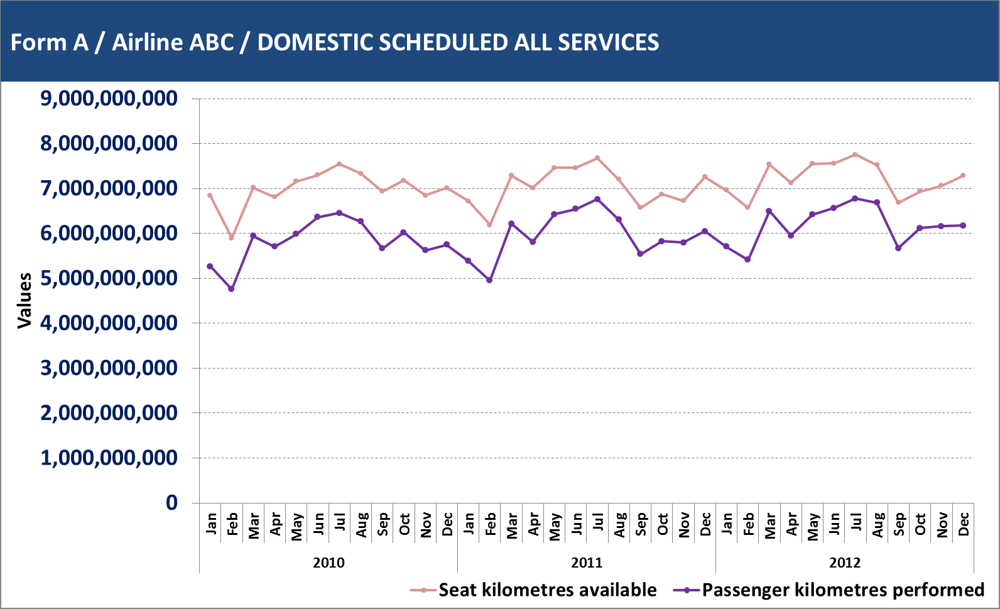 Form A / Airline ABC / DOMESTIC SCHEDULED ALL SERVICES
9,000,000,000
8,000,000,000
7,000,000,000
6,000,000,000
5,000,000,000
4,000,000,000
3,000,000,000
2,000,000,000
1,000,000,000
0
Values
Jan Feb Mar Apr May Jun Jul Aug Sep Oct Nov Dec Jan Feb Mar Apr May Jun Jul Aug Sep Oct Nov Dec Jan Feb Mar Apr May Jun Jul Aug Sep Oct Nov Dec
2010 2011 2012
Seat kilometres available Passenger kilometres performed